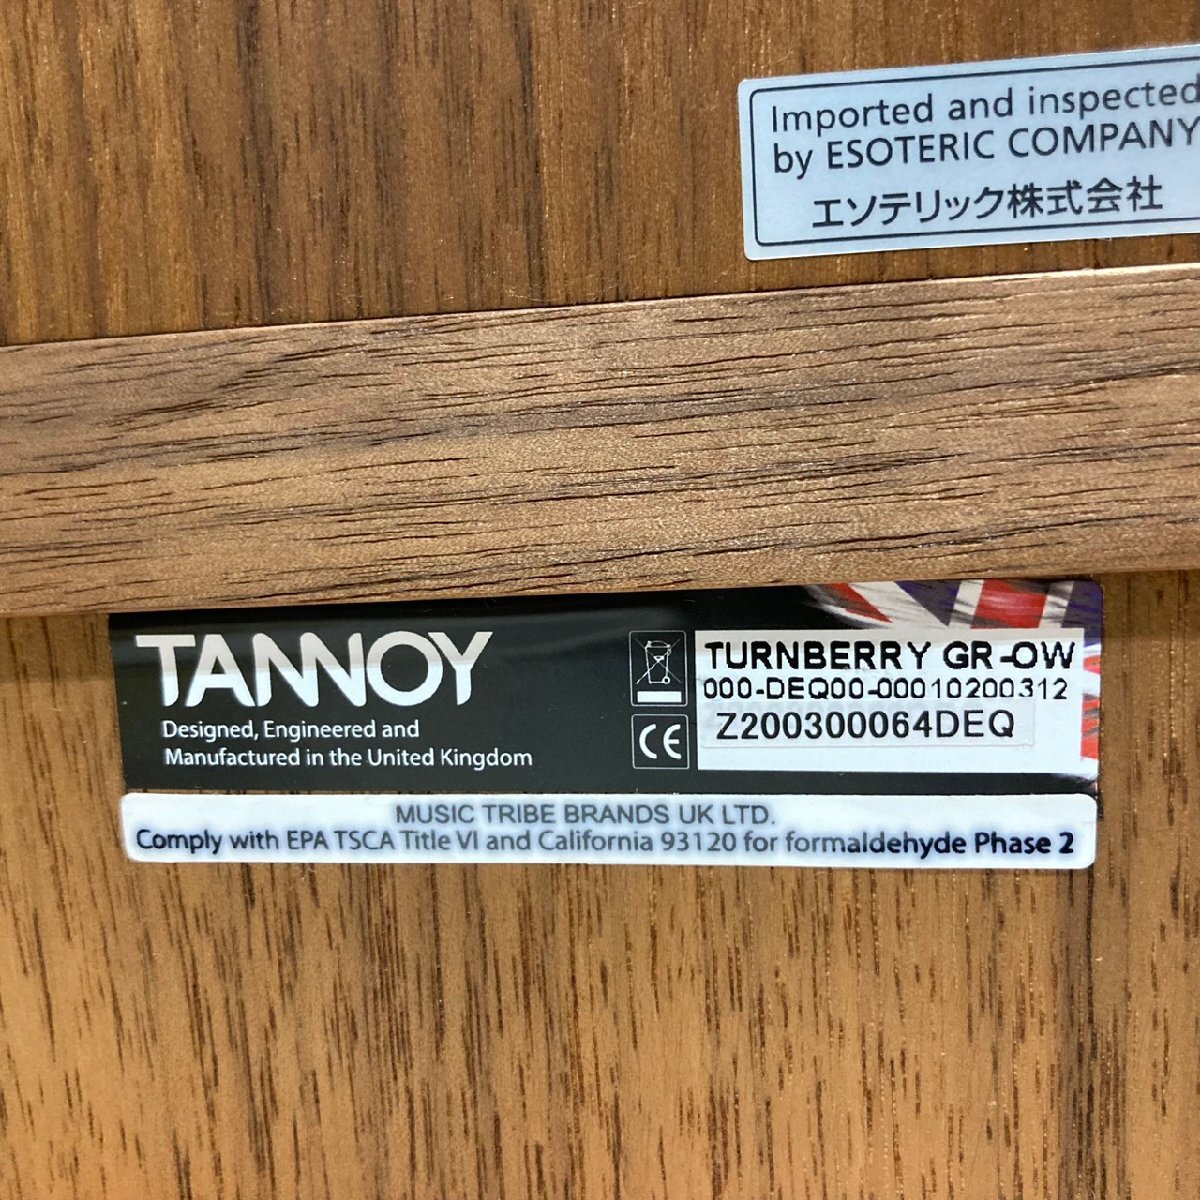 Imported and inspected
by ESOTERIC COMPANY
エソテリック株式会社
TANNOY
Designed, Engineered and
Manufactured in the United Kingdom
CE
TURNBERRY GR-OW
000-DEQ00-00010200312
Z200300064DEQ
MUSIC TRIBE BRANDS UK LTD.
Comply with EPA TSCA Title VI and California 93120 for formaldehyde Phase 2